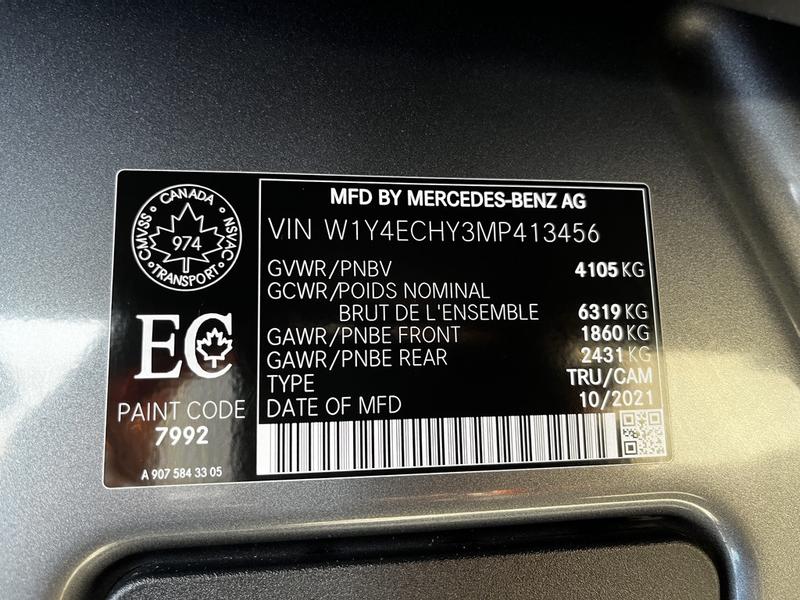 CANADA
CMVSS
NSVAC
974
TRANSPORT
EC
PAINT CODE
7992
A 907 584 33 05
MFD BY MERCEDES-BENZ AG
VIN W1Y4ECHY3MP413456
GVWR/PNBV 4105 KG
GCWR/POIDS NOMINAL
BRUT DE L'ENSEMBLE 6319 KG
GAWR/PNBE FRONT 1860 KG
GAWR/PNBE REAR 2431 KG
TYPE TRU/CAM
DATE OF MFD 10/2021